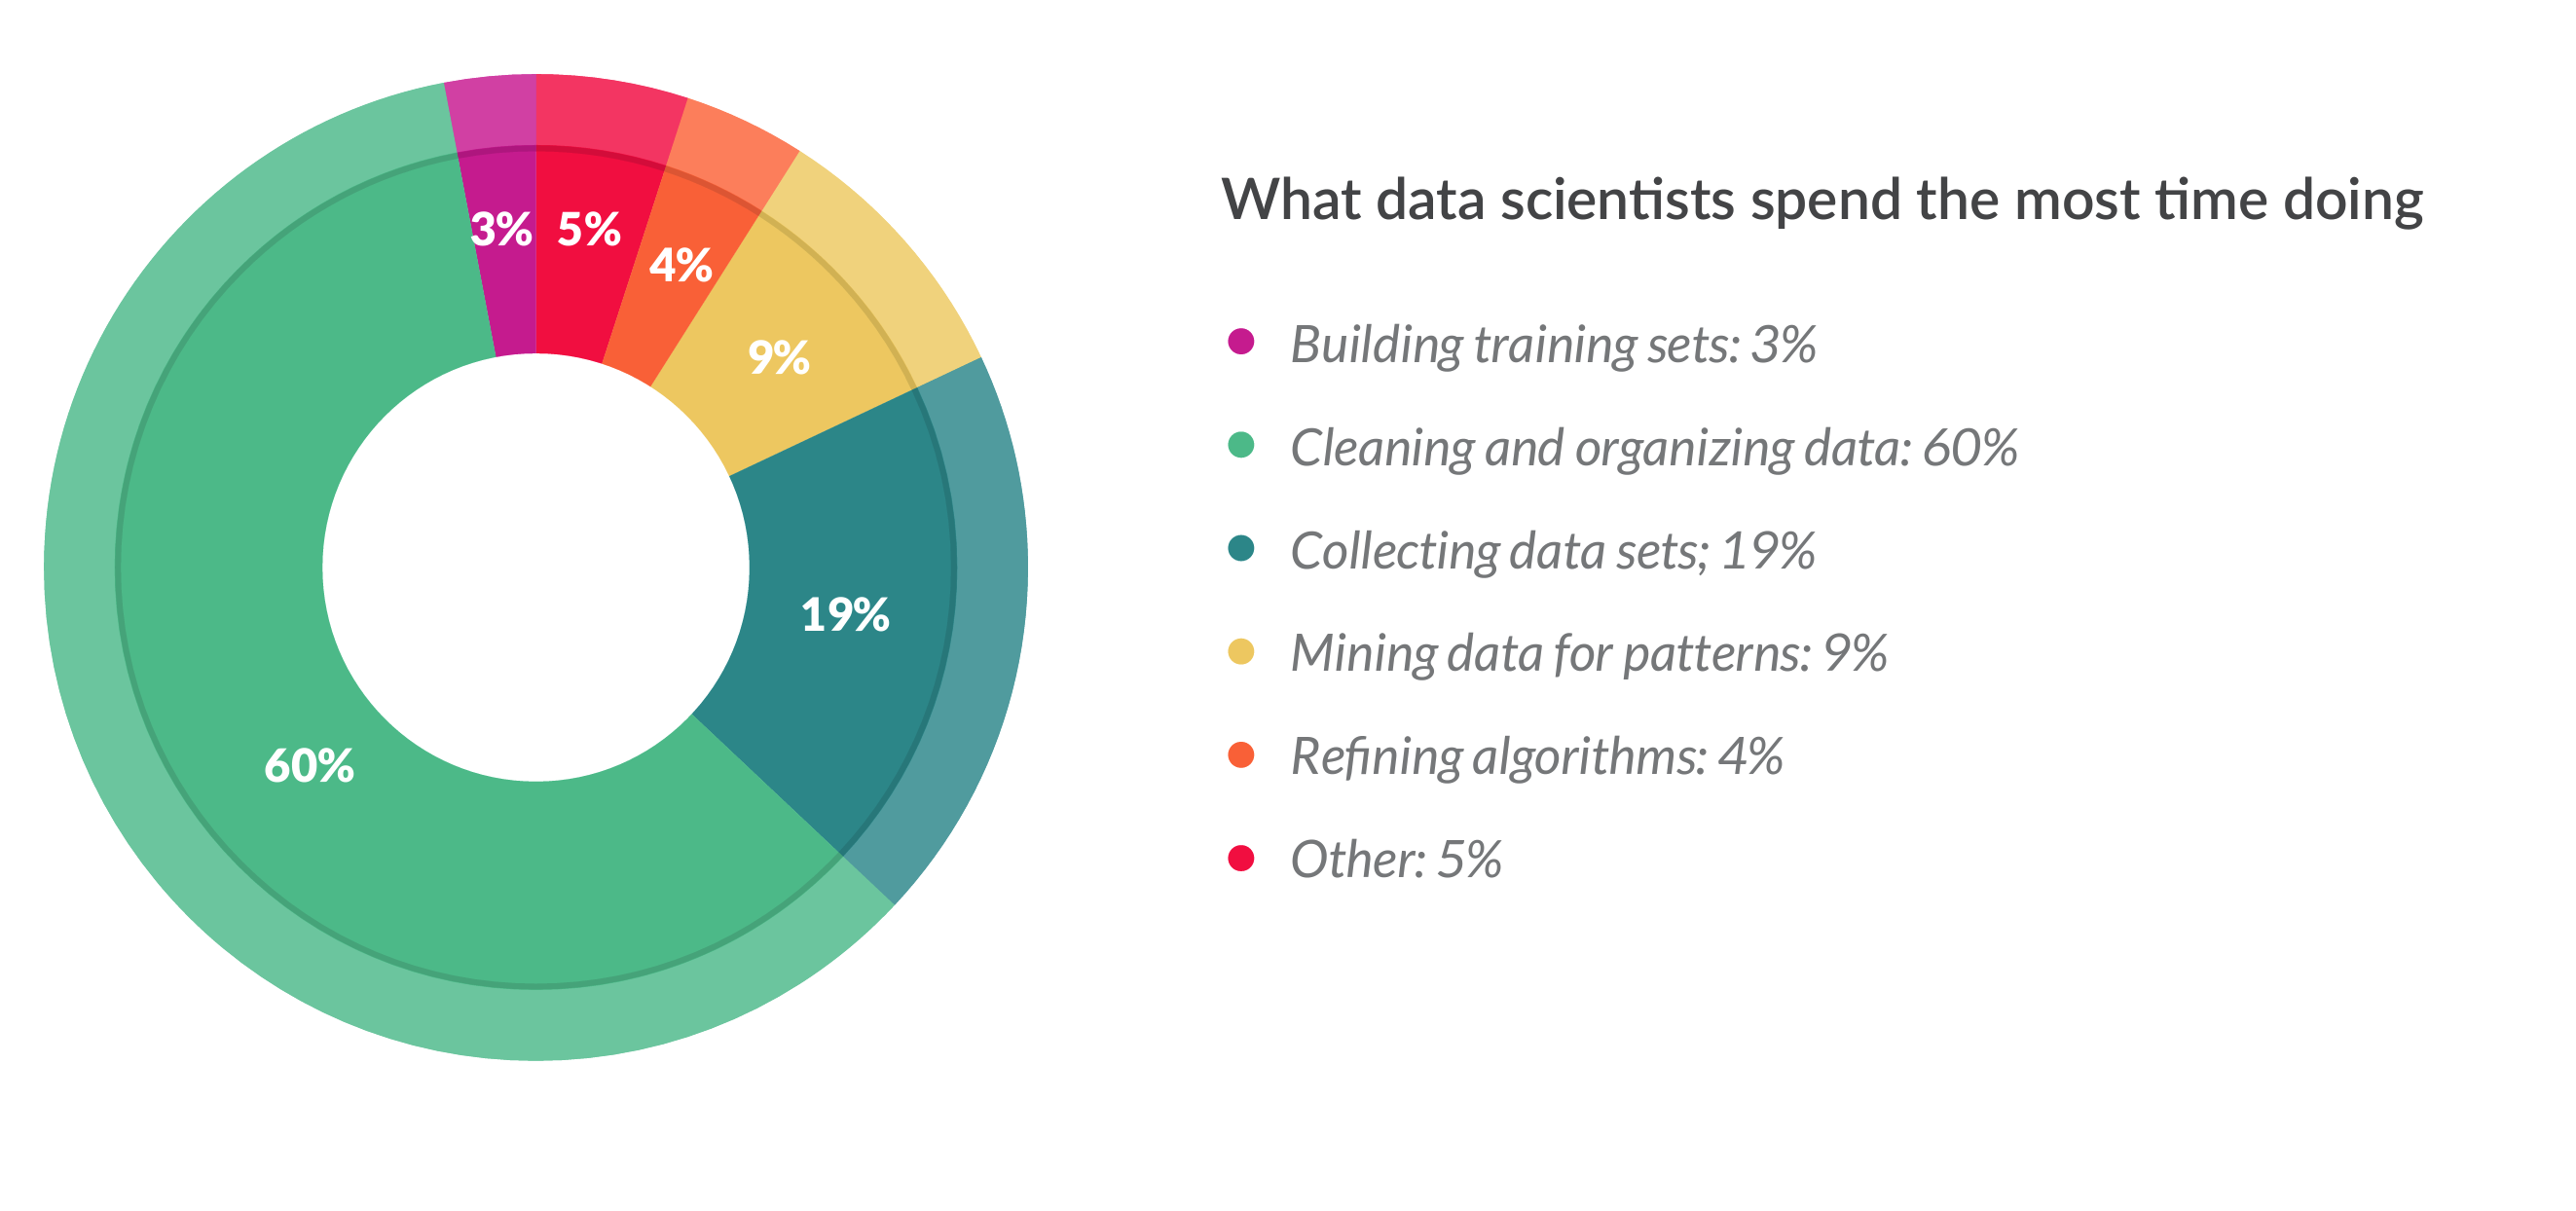 3%
5%
4%
9%
19%
60%
What data scientists spend the most time doing
Building training sets: 3%
Cleaning and organizing data: 60%
Collecting data sets; 19%
Mining data for patterns: 9%
Refining algorithms: 4%
Other: 5%